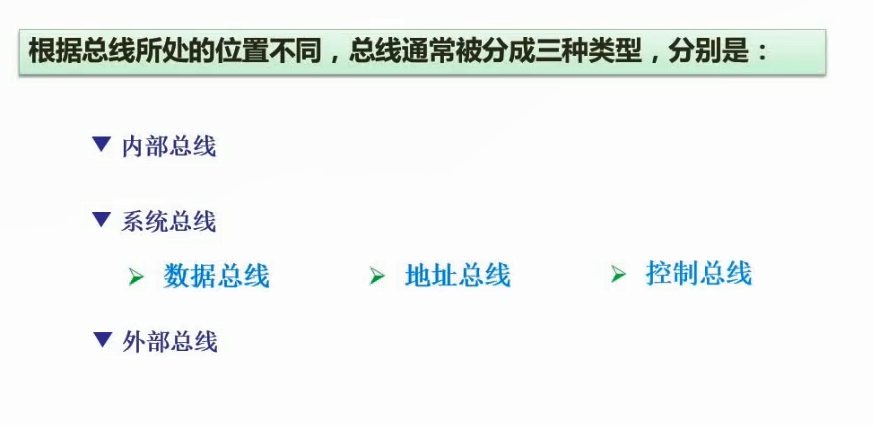 根据总线所处的位置不同，总线通常被分成三种类型，分别是：
内部总线
系统总线
数据总线 地址总线 控制总线
外部总线